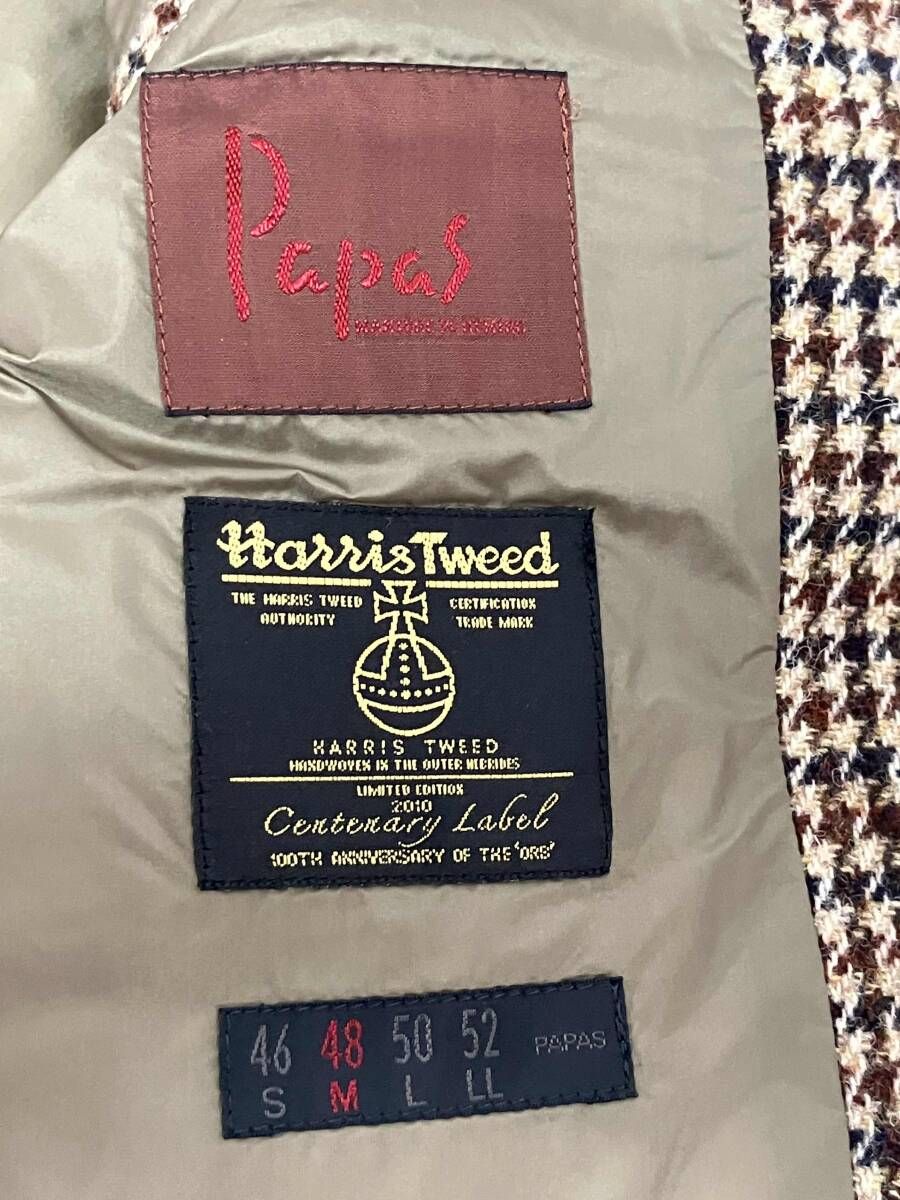 Papas
Harris Tweed
THE HARRIS TWEED AUTHORITY
CERTIFICATION TRADE MARK
HARRIS TWEED
HANDWOVEN IN THE OUTER HEBRIDES
LIMITED EDITION
2010
Centenary Label
100TH ANNIVERSARY OF THE 'ORB'
46 48 50 52 PAPAS
S M L LL